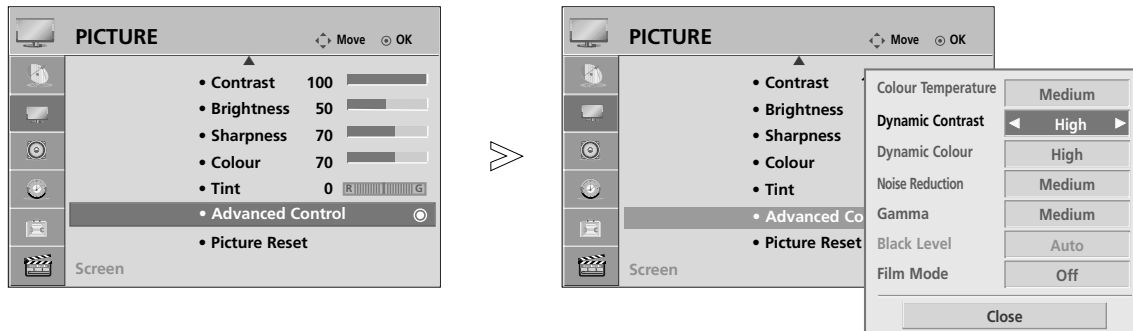 PICTURE Move OK
• Contrast 100
• Brightness 50
• Sharpness 70
• Colour 70
• Tint 0 R G
• Advanced Control
• Picture Reset
Screen
PICTURE Move OK
• Contrast
• Brightness
• Sharpness
• Colour
• Tint
• Advanced Co
• Picture Reset
Screen
Colour Temperature Medium
Dynamic Contrast High
Dynamic Colour High
Noise Reduction Medium
Gamma Medium
Black Level Auto
Film Mode Off
Close